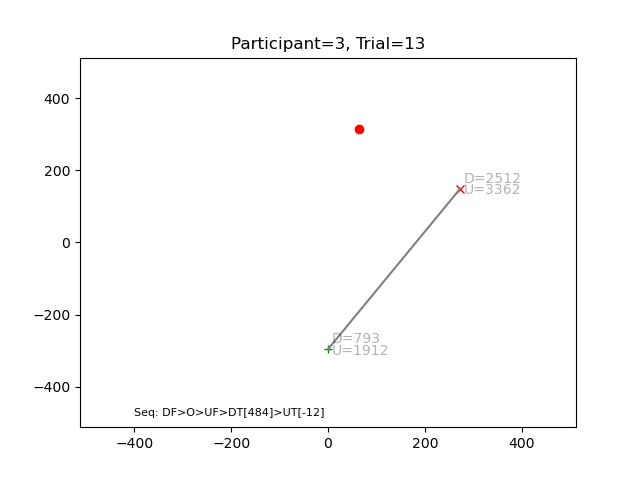 Participant=3, Trial=13
400
200
0
−200
−400
D=2512
U=3362
D=793
U=1912
Seq: DF>O>UF>DT[484]>UT[-12]
−400
−200
0
200
400